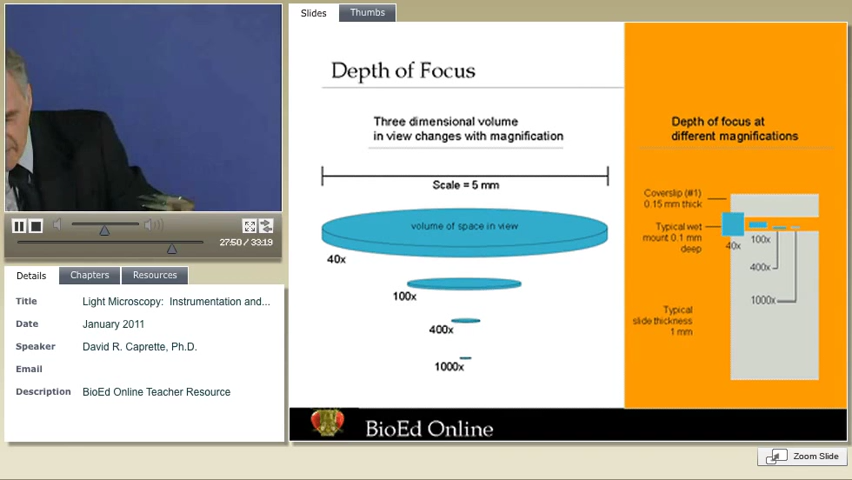 Slides
Thumbs
Depth of Focus
Three dimensional volume
in view changes with magnification
Scale = 5 mm
volume of space in view
40x
100x
400x
1000x
Depth of focus at
different magnifications
Coverslip (#1)
0.15 mm thick
Typical wet
mount 0.1 mm
deep
40x
100x
400x
1000x
Typical
slide thickness
1 mm
BioEd Online
27:50 / 33:19
Details
Chapters
Resources
Title Light Microscopy: Instrumentation and...
Date January 2011
Speaker David R. Caprette, Ph.D.
Email
Description BioEd Online Teacher Resource
Zoom Slide